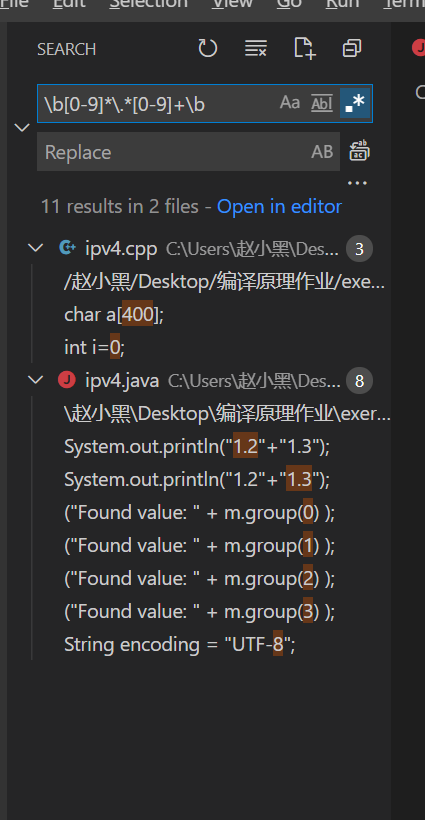 File Edit Selection View Go Run Term
SEARCH
\b[0-9]*\.*[0-9]+\b Aa Abl .*
Replace AB
ab ac
...
11 results in 2 files - Open in editor
ipv4.cpp C:\Users\赵小黑\Des... 3
/赵小黑/Desktop/编译原理作业/exe...
char a[400];
int i=0;
J ipv4.java C:\Users\赵小黑\Des... 8
\赵小黑\Desktop\编译原理作业\exer...
System.out.println("1.2"+"1.3");
System.out.println("1.2"+"1.3");
("Found value: " + m.group(0) );
("Found value: " + m.group(1) );
("Found value: " + m.group(2) );
("Found value: " + m.group(3) );
String encoding = "UTF-8";